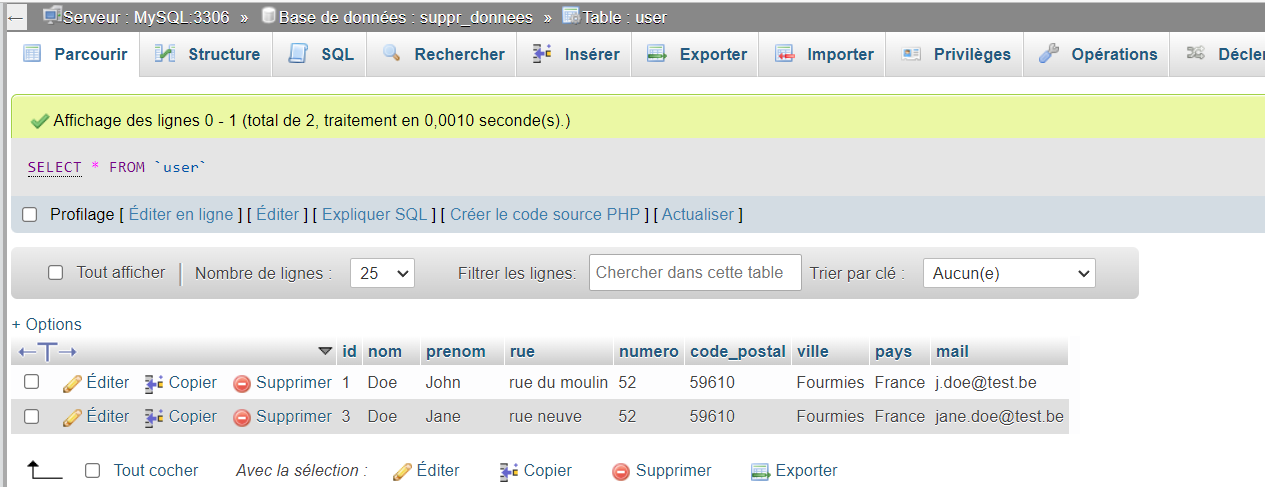 ← Serveur : MySQL:3306 » Base de données : suppr_donnees » Table : user
Parcourir Structure SQL Rechercher Insérer Exporter Importer Privilèges Opérations Décler
Affichage des lignes 0 - 1 (total de 2, traitement en 0,0010 seconde(s).)
SELECT * FROM `user`
Profilage [ Éditer en ligne ] [ Éditer ] [ Expliquer SQL ] [ Créer le code source PHP ] [ Actualiser ]
Tout afficher Nombre de lignes : 25 Filtrer les lignes: Chercher dans cette table Trier par clé : Aucun(e)
+ Options
←T→ id nom prenom rue numero code_postal ville pays mail
Éditer Copier Supprimer 1 Doe John rue du moulin 52 59610 Fourmies France j.doe@test.be
Éditer Copier Supprimer 3 Doe Jane rue neuve 52 59610 Fourmies France jane.doe@test.be
Tout cocher Avec la sélection : Éditer Copier Supprimer Exporter